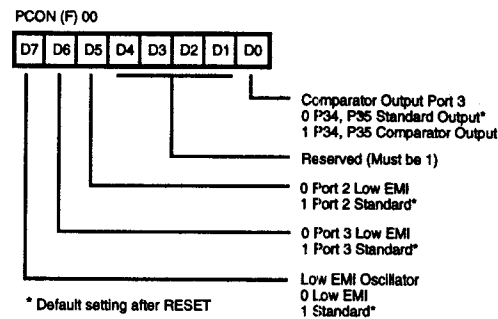 PCON (F) 00
D7 D6 D5 D4 D3 D2 D1 D0
Comparator Output Port 3
0 P34, P35 Standard Output*
1 P34, P35 Comparator Output
Reserved (Must be 1)
0 Port 2 Low EMI
1 Port 2 Standard*
0 Port 3 Low EMI
1 Port 3 Standard*
Low EMI Oscillator
0 Low EMI
1 Standard*
* Default setting after RESET